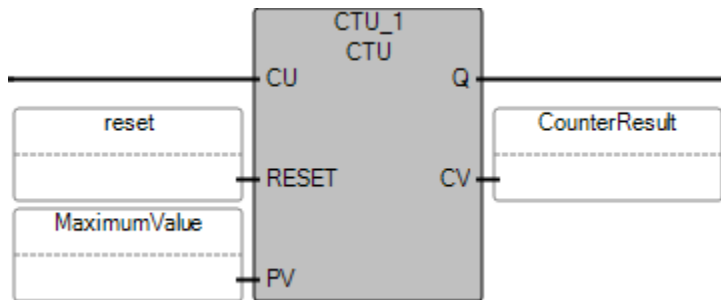 CTU_1
CTU
CU
Q
reset
CounterResult
RESET
CV
MaximumValue
PV